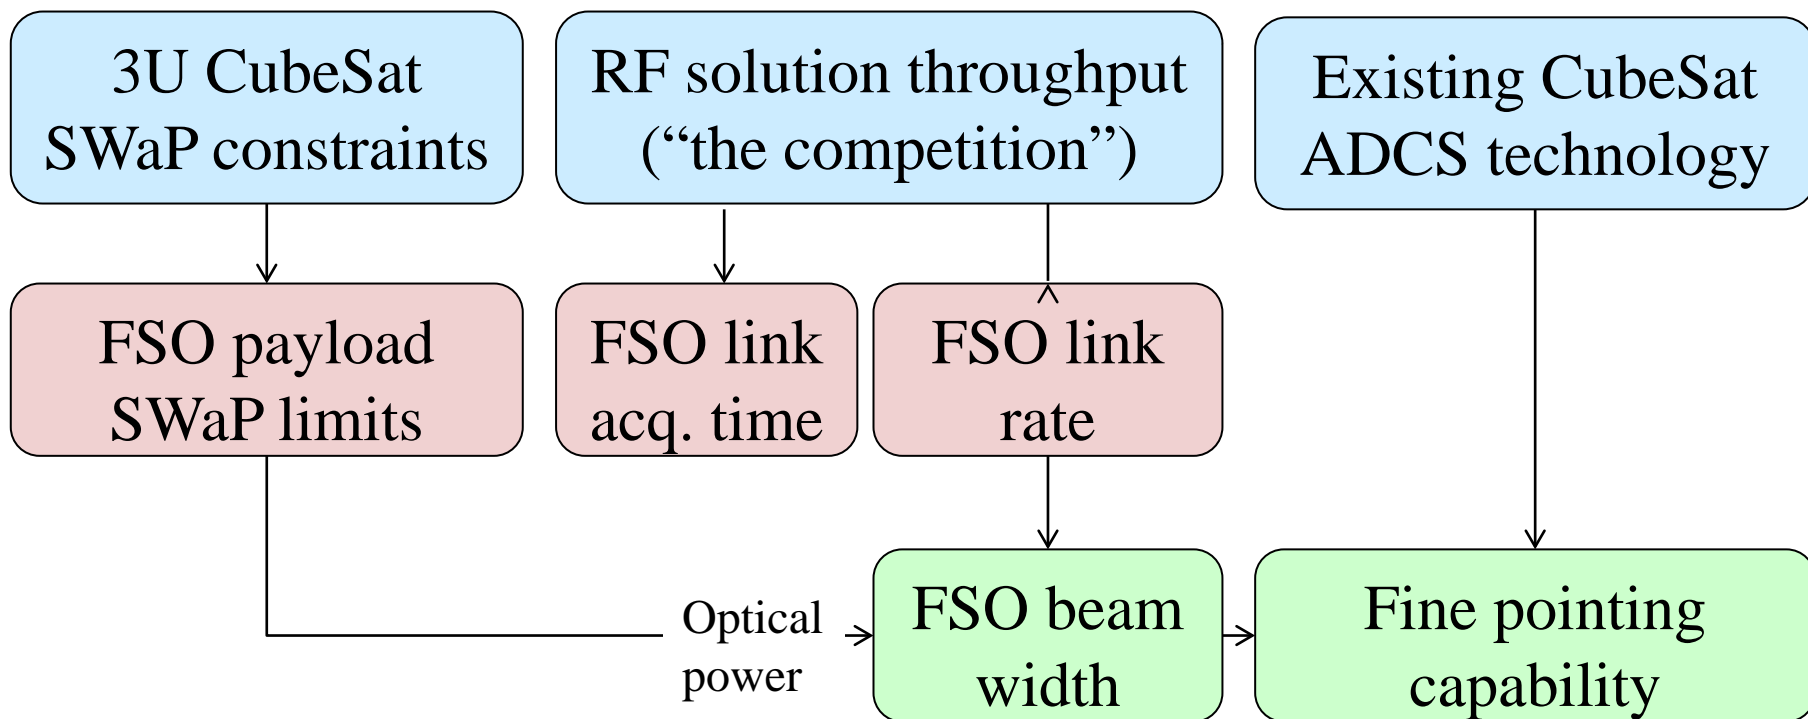 3U CubeSat
SWaP constraints
RF solution throughput
(“the competition”)
Existing CubeSat
ADCS technology
FSO payload
SWaP limits
FSO link
acq. time
FSO link
rate
Optical
power
FSO beam
width
Fine pointing
capability